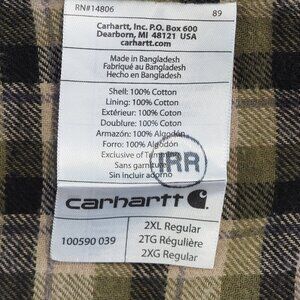 RN#14806 89
Carhartt, Inc. P.O. Box 600
Dearborn, MI 48121 USA
carhartt.com
Made in Bangladesh
Fabriqué au Bangladesh
Hecho en Bangladesh
Shell: 100% Cotton
Lining: 100% Cotton
Extérieur: 100% Coton
Doublure: 100% Coton
Armazón: 100% Algodón
Forro: 100% Algodón
Exclusive of
Sans garniture
Sin incluir adorno
IRR
carhartt
100590 039
2XL Regular
2TG Régulière
2XG Regular